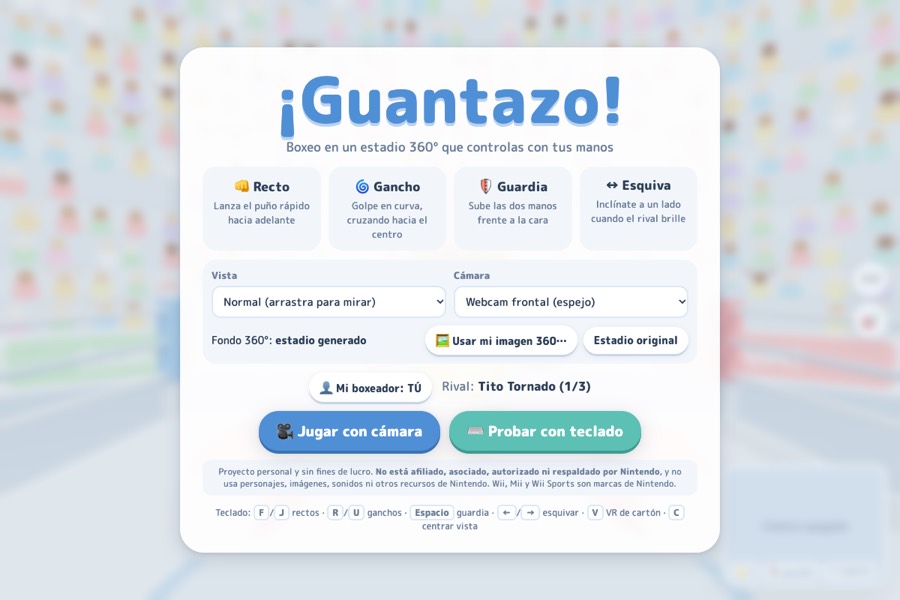 ¡Guantazo!
Boxeo en un estadio 360° que controlas con tus manos
👊 Recto
Lanza el puño rápido
hacia adelante
🌀 Gancho
Golpe en curva,
cruzando hacia el
centro
🛡️ Guardia
Sube las dos manos
frente a la cara
↔ Esquiva
Inclínate a un lado
cuando el rival brille
Vista
Cámara
Normal (arrastra para mirar)
Webcam frontal (espejo)
Fondo 360°: estadio generado
🖼️ Usar mi imagen 360…
Estadio original
👤 Mi boxeador: TÚ
Rival: Tito Tornado (1/3)
🎥 Jugar con cámara
⌨️ Probar con teclado
Proyecto personal y sin fines de lucro. No está afiliado, asociado, autorizado ni respaldado por Nintendo, y no
usa personajes, imágenes, sonidos ni otros recursos de Nintendo. Wii, Mii y Wii Sports son marcas de Nintendo.
Teclado: F / J rectos · R / U ganchos · Espacio guardia · ← / → esquivar · V VR de cartón · C
centrar vista